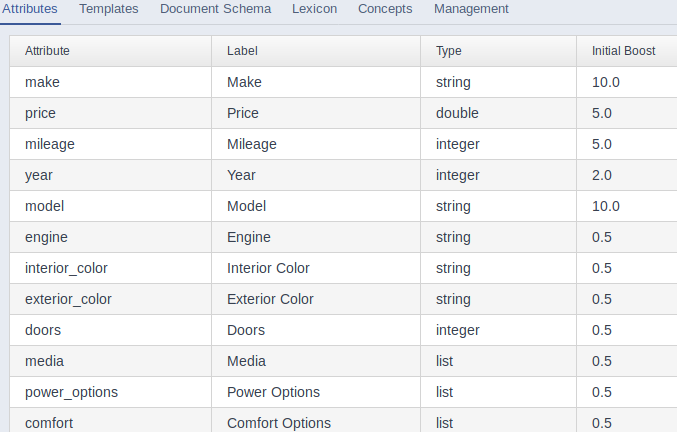 Attributes Templates Document Schema Lexicon Concepts Management
Attribute Label Type Initial Boost
make Make string 10.0
price Price double 5.0
mileage Mileage integer 5.0
year Year integer 2.0
model Model string 10.0
engine Engine string 0.5
interior_color Interior Color string 0.5
exterior_color Exterior Color string 0.5
doors Doors integer 0.5
media Media list 0.5
power_options Power Options list 0.5
comfort Comfort Options list 0.5